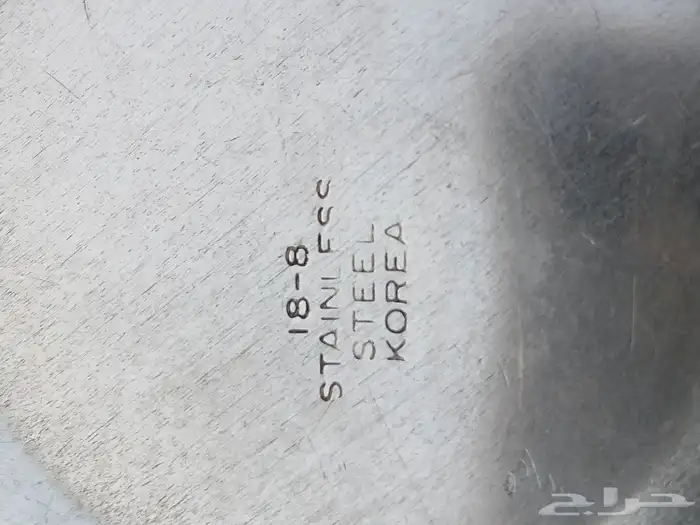 18-8
STAINLESS
STEEL
KOREA
حراج